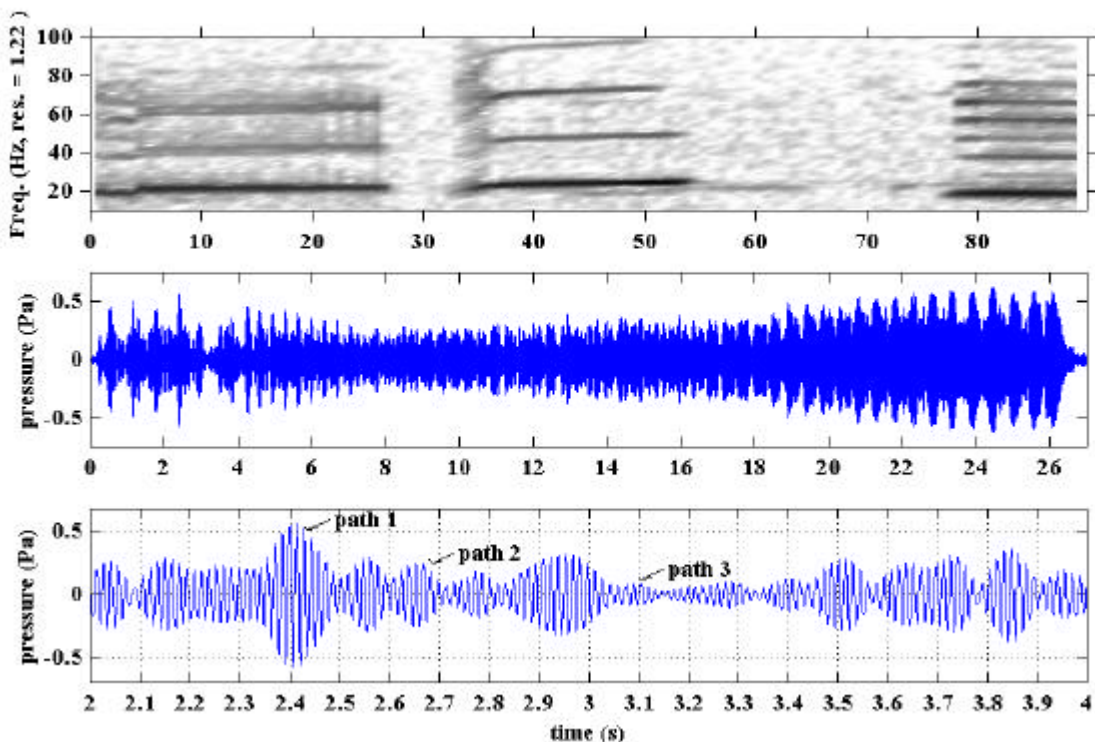 100
80
60
40
20
Freq. (Hz, res. = 1.22)
0 10 20 30 40 50 60 70 80
0.5
0
-0.5
pressure (Pa)
0 2 4 6 8 10 12 14 16 18 20 22 24 26
path 1
path 2
path 3
0.5
0
-0.5
pressure (Pa)
2 2.1 2.2 2.3 2.4 2.5 2.6 2.7 2.8 2.9 3 3.1 3.2 3.3 3.4 3.5 3.6 3.7 3.8 3.9 4
time (s)